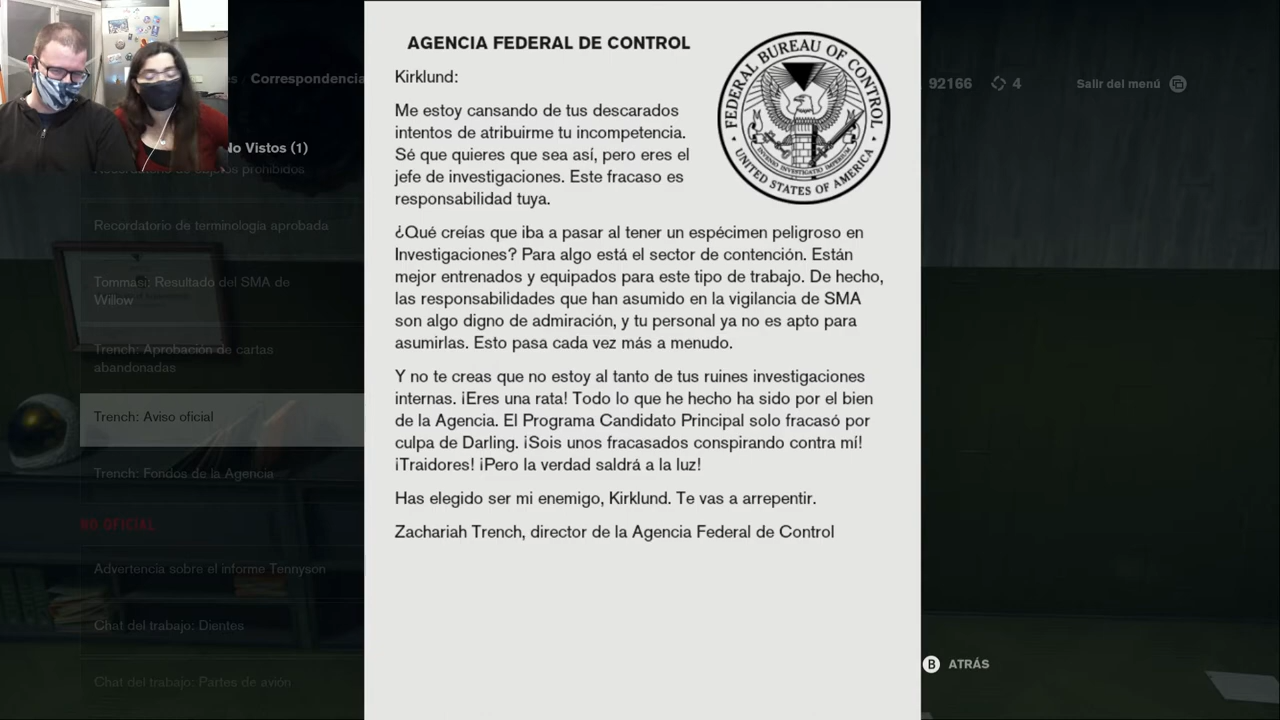 AGENCIA FEDERAL DE CONTROL
Kirklund:
Me estoy cansando de tus descarados
intentos de atribuirme tu incompetencia.
Sé que quieres que sea así, pero eres el
jefe de investigaciones. Este fracaso es
responsabilidad tuya.
¿Qué creías que iba a pasar al tener un espécimen peligroso en
Investigaciones? Para algo está el sector de contención. Están
mejor entrenados y equipados para este tipo de trabajo. De hecho,
las responsabilidades que han asumido en la vigilancia de SMA
son algo digno de admiración, y tu personal ya no es apto para
asumirlas. Esto pasa cada vez más a menudo.
Y no te creas que no estoy al tanto de tus ruines investigaciones
internas. ¡Eres una rata! Todo lo que he hecho ha sido por el bien
de la Agencia. El Programa Candidato Principal solo fracasó por
culpa de Darling. ¡Sois unos fracasados conspirando contra mí!
¡Traidores! ¡Pero la verdad saldrá a la luz!
Has elegido ser mi enemigo, Kirklund. Te vas a arrepentir.
Zachariah Trench, director de la Agencia Federal de Control
FEDERAL BUREAU OF CONTROL
UNITED STATES OF AMERICA
Correspondencia
92166
4
Salir del menú
No Vistos (1)
prohibidos
Recordatorio de terminología aprobada
Tommasi: Resultado del SMA de
Willow
Trench: Aprobación de cartas
abandonadas
Trench: Aviso oficial
Trench: Fondos de la Agencia
NO OFICIAL
Advertencia sobre el informe Tennyson
Chat del trabajo: Dientes
Chat del trabajo: Partes de avión
B ATRÁS